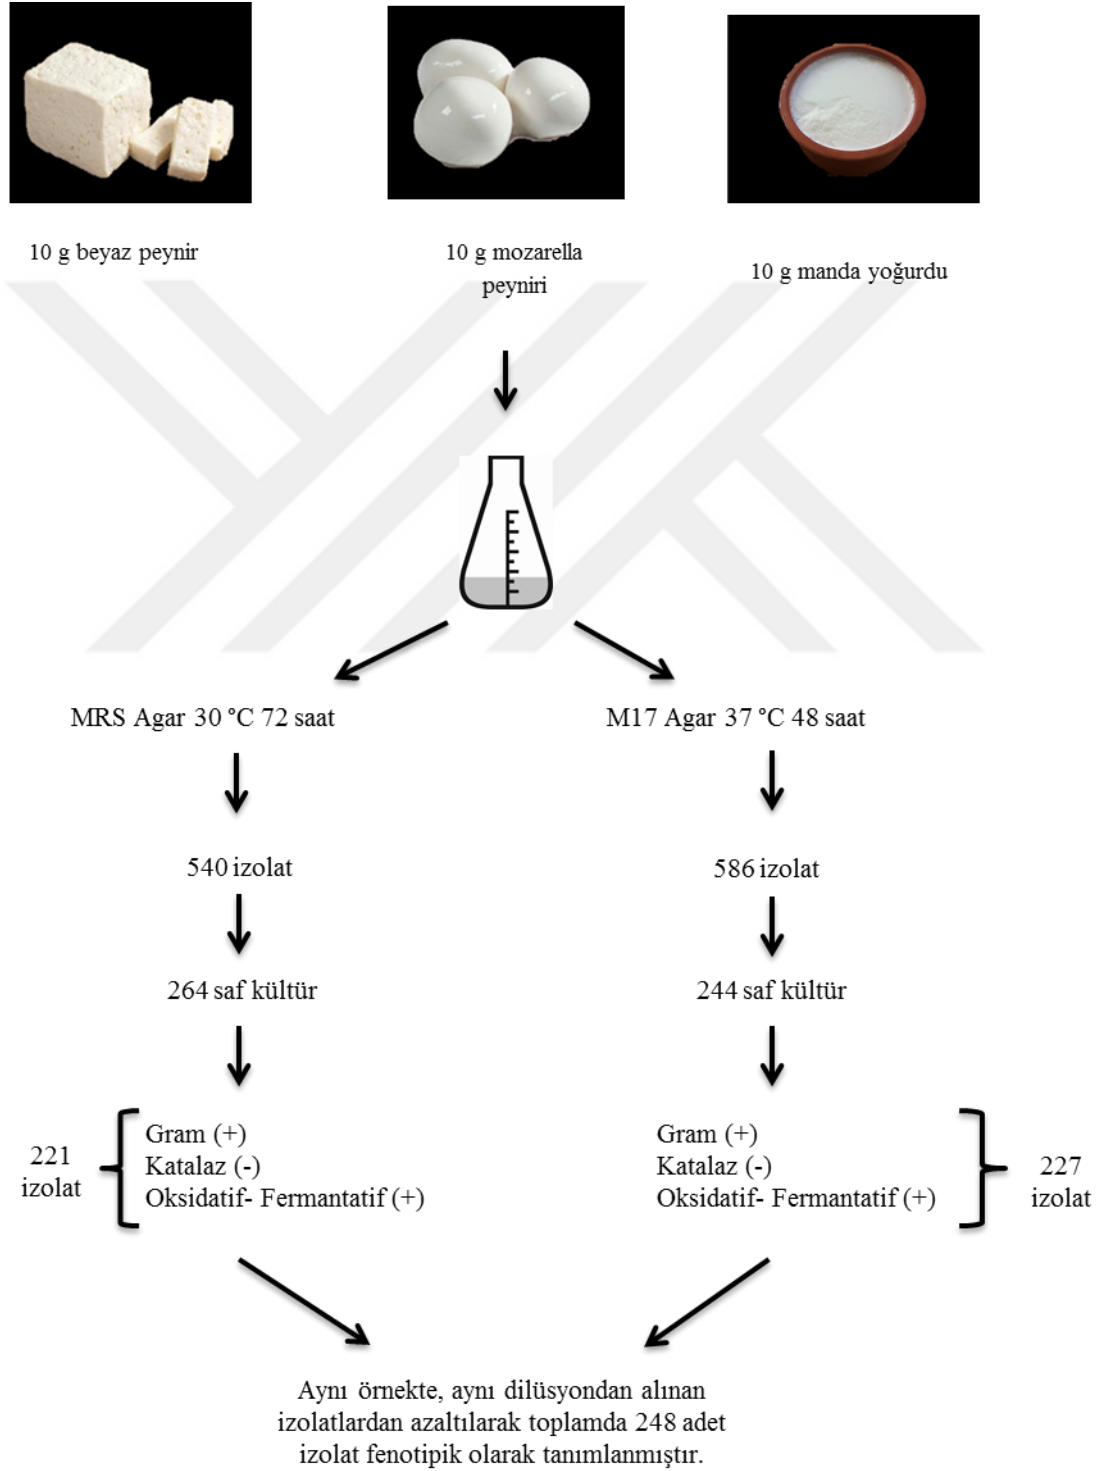 10 g beyaz peynir
10 g mozarella
peyniri
10 g manda yoğurdu
MRS Agar 30 °C 72 saat
M17 Agar 37 °C 48 saat
540 izolat
586 izolat
264 saf kültür
244 saf kültür
221
izolat
Gram (+)
Katalaz (-)
Oksidatif- Fermantatif (+)
Gram (+)
Katalaz (-)
Oksidatif- Fermantatif (+)
227
izolat
Aynı örnekte, aynı dilüsyondan alınan
izolatlardan azaltılarak toplamda 248 adet
izolat fenotipik olarak tanımlanmıştır.